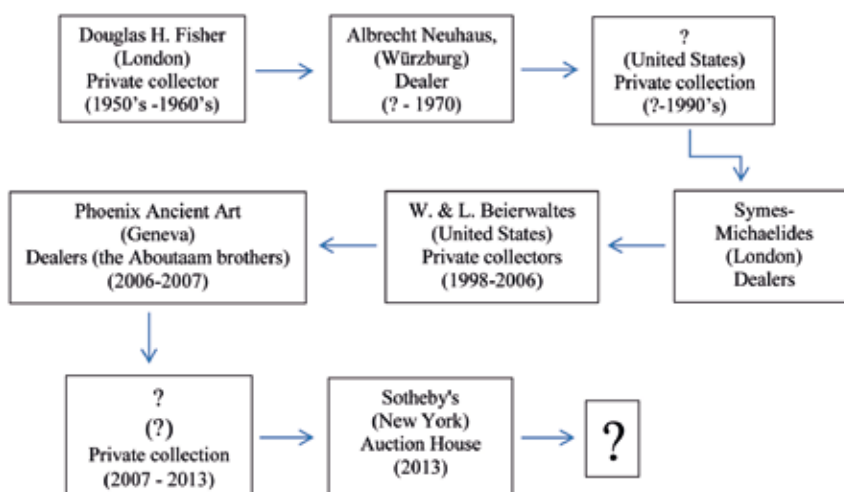 Douglas H. Fisher
(London)
Private collector
(1950's -1960's)
Albrecht Neuhaus,
(Würzburg)
Dealer
(? - 1970)
?
(United States)
Private collection
(?-1990's)
Symes-
Michaelides
(London)
Dealers
W. & L. Beierwaltes
(United States)
Private collectors
(1998-2006)
Phoenix Ancient Art
(Geneva)
Dealers (the Aboutaam brothers)
(2006-2007)
?
(?)
Private collection
(2007 - 2013)
Sotheby's
(New York)
Auction House
(2013)
?